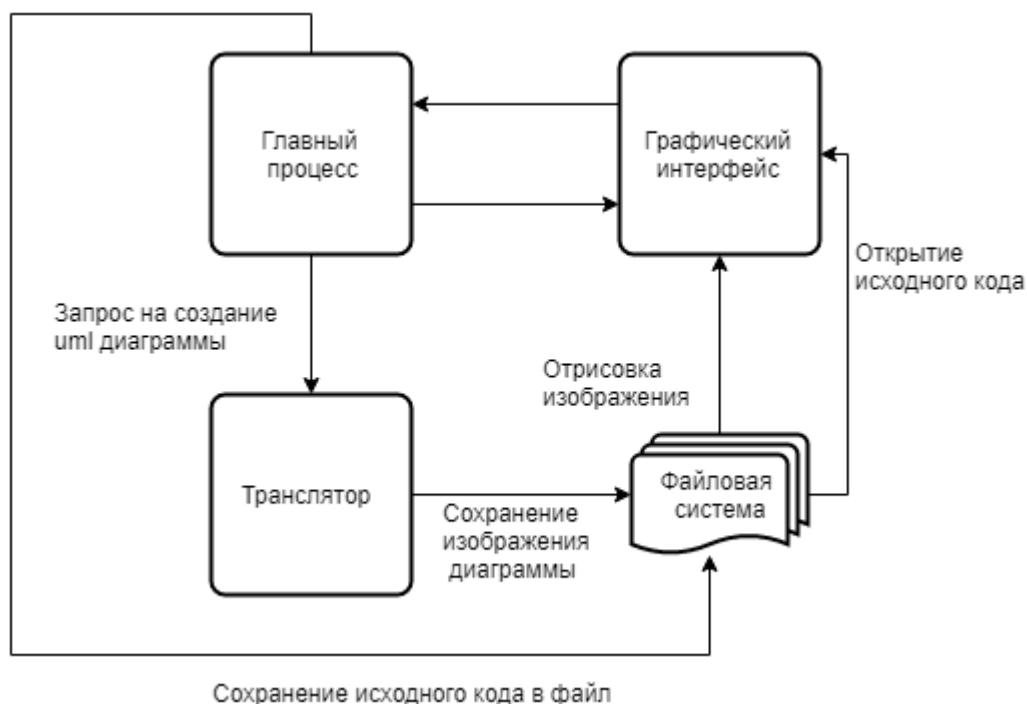 Главный
процесс
Графический
интерфейс
Открытие
исходного кода
Запрос на создание
uml диаграммы
Отрисовка
изображения
Транслятор
Файловая
система
Сохранение
изображения
диаграммы
Сохранение исходного кода в файл